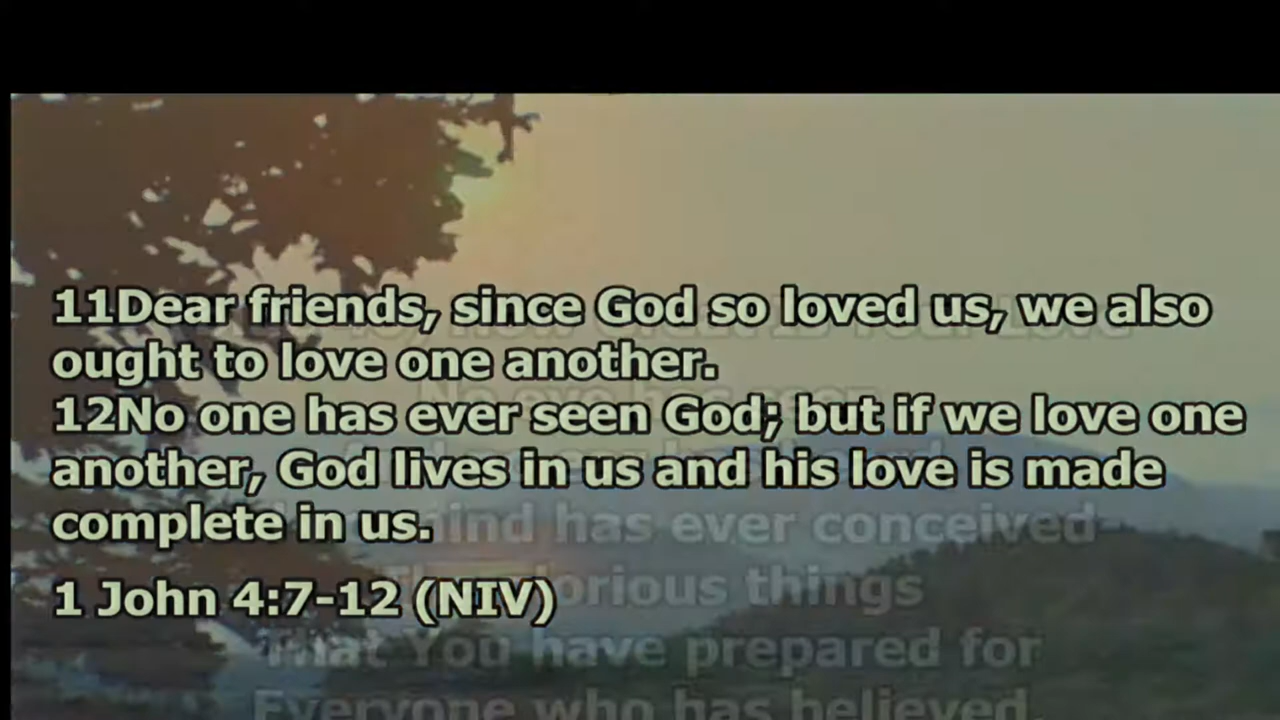 11Dear friends, since God so loved us, we also
ought to love one another.
12No one has ever seen God; but if we love one
another, God lives in us and his love is made
complete in us.
1 John 4:7-12 (NIV)
mind has ever conceived
glorious things
That You have prepared for
Everyone who has believed